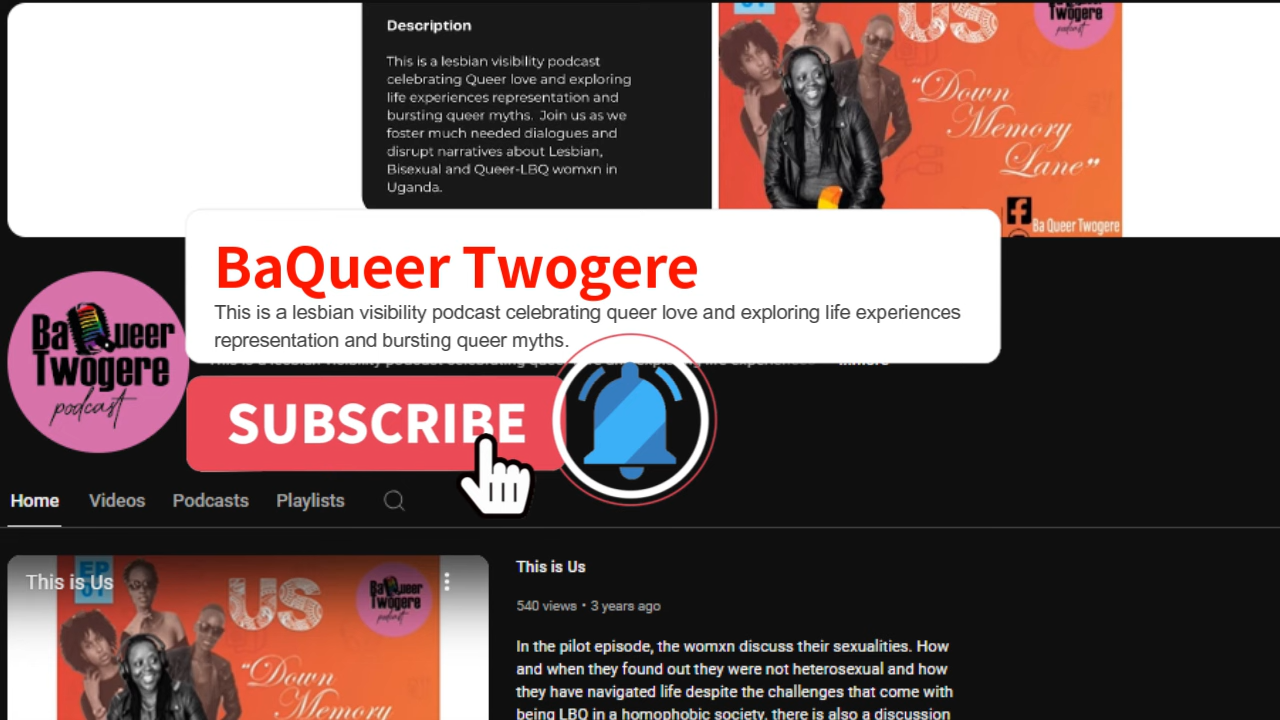 Description
This is a lesbian visibility podcast
celebrating Queer love and exploring
life experiences representation and
bursting queer myths. Join us as we
foster much needed dialogues and
disrupt narratives about Lesbian,
Bisexual and Queer-LBQ womxn in
Uganda.
US
Twogere
podcast
“Down
Memory
Lane”
Ba Queer Twogere
BaQueer Twogere
This is a lesbian visibility podcast celebrating queer love and exploring life experiences
representation and bursting queer myths.
...more
BaQueer
Twogere
podcast
SUBSCRIBE
Home Videos Podcasts Playlists
This is Us
EP
01
US
BaQueer
Twogere
podcast
“Down
Memory
This is Us
540 views • 3 years ago
In the pilot episode, the womxn discuss their sexualities. How
and when they found out they were not heterosexual and how
they have navigated life despite the challenges that come with
being LBQ in a homophobic society, there is also a discussion